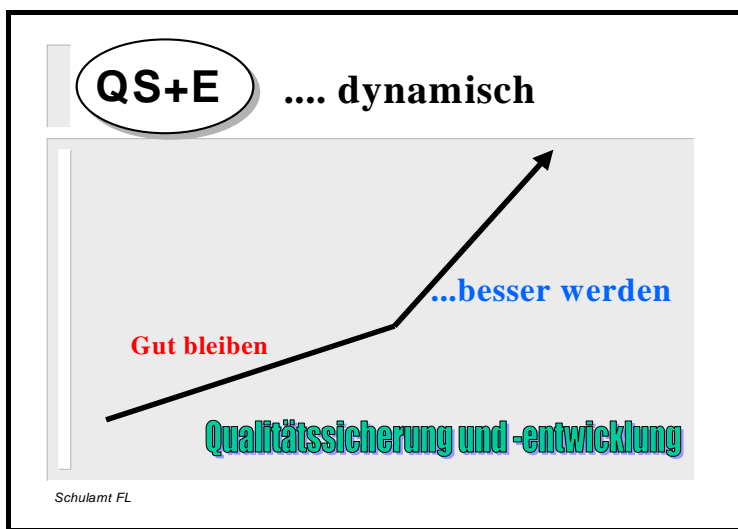 QS+E
.... dynamisch
...besser werden
Gut bleiben
Qualitätssicherung und -entwicklung
Schulamt FL